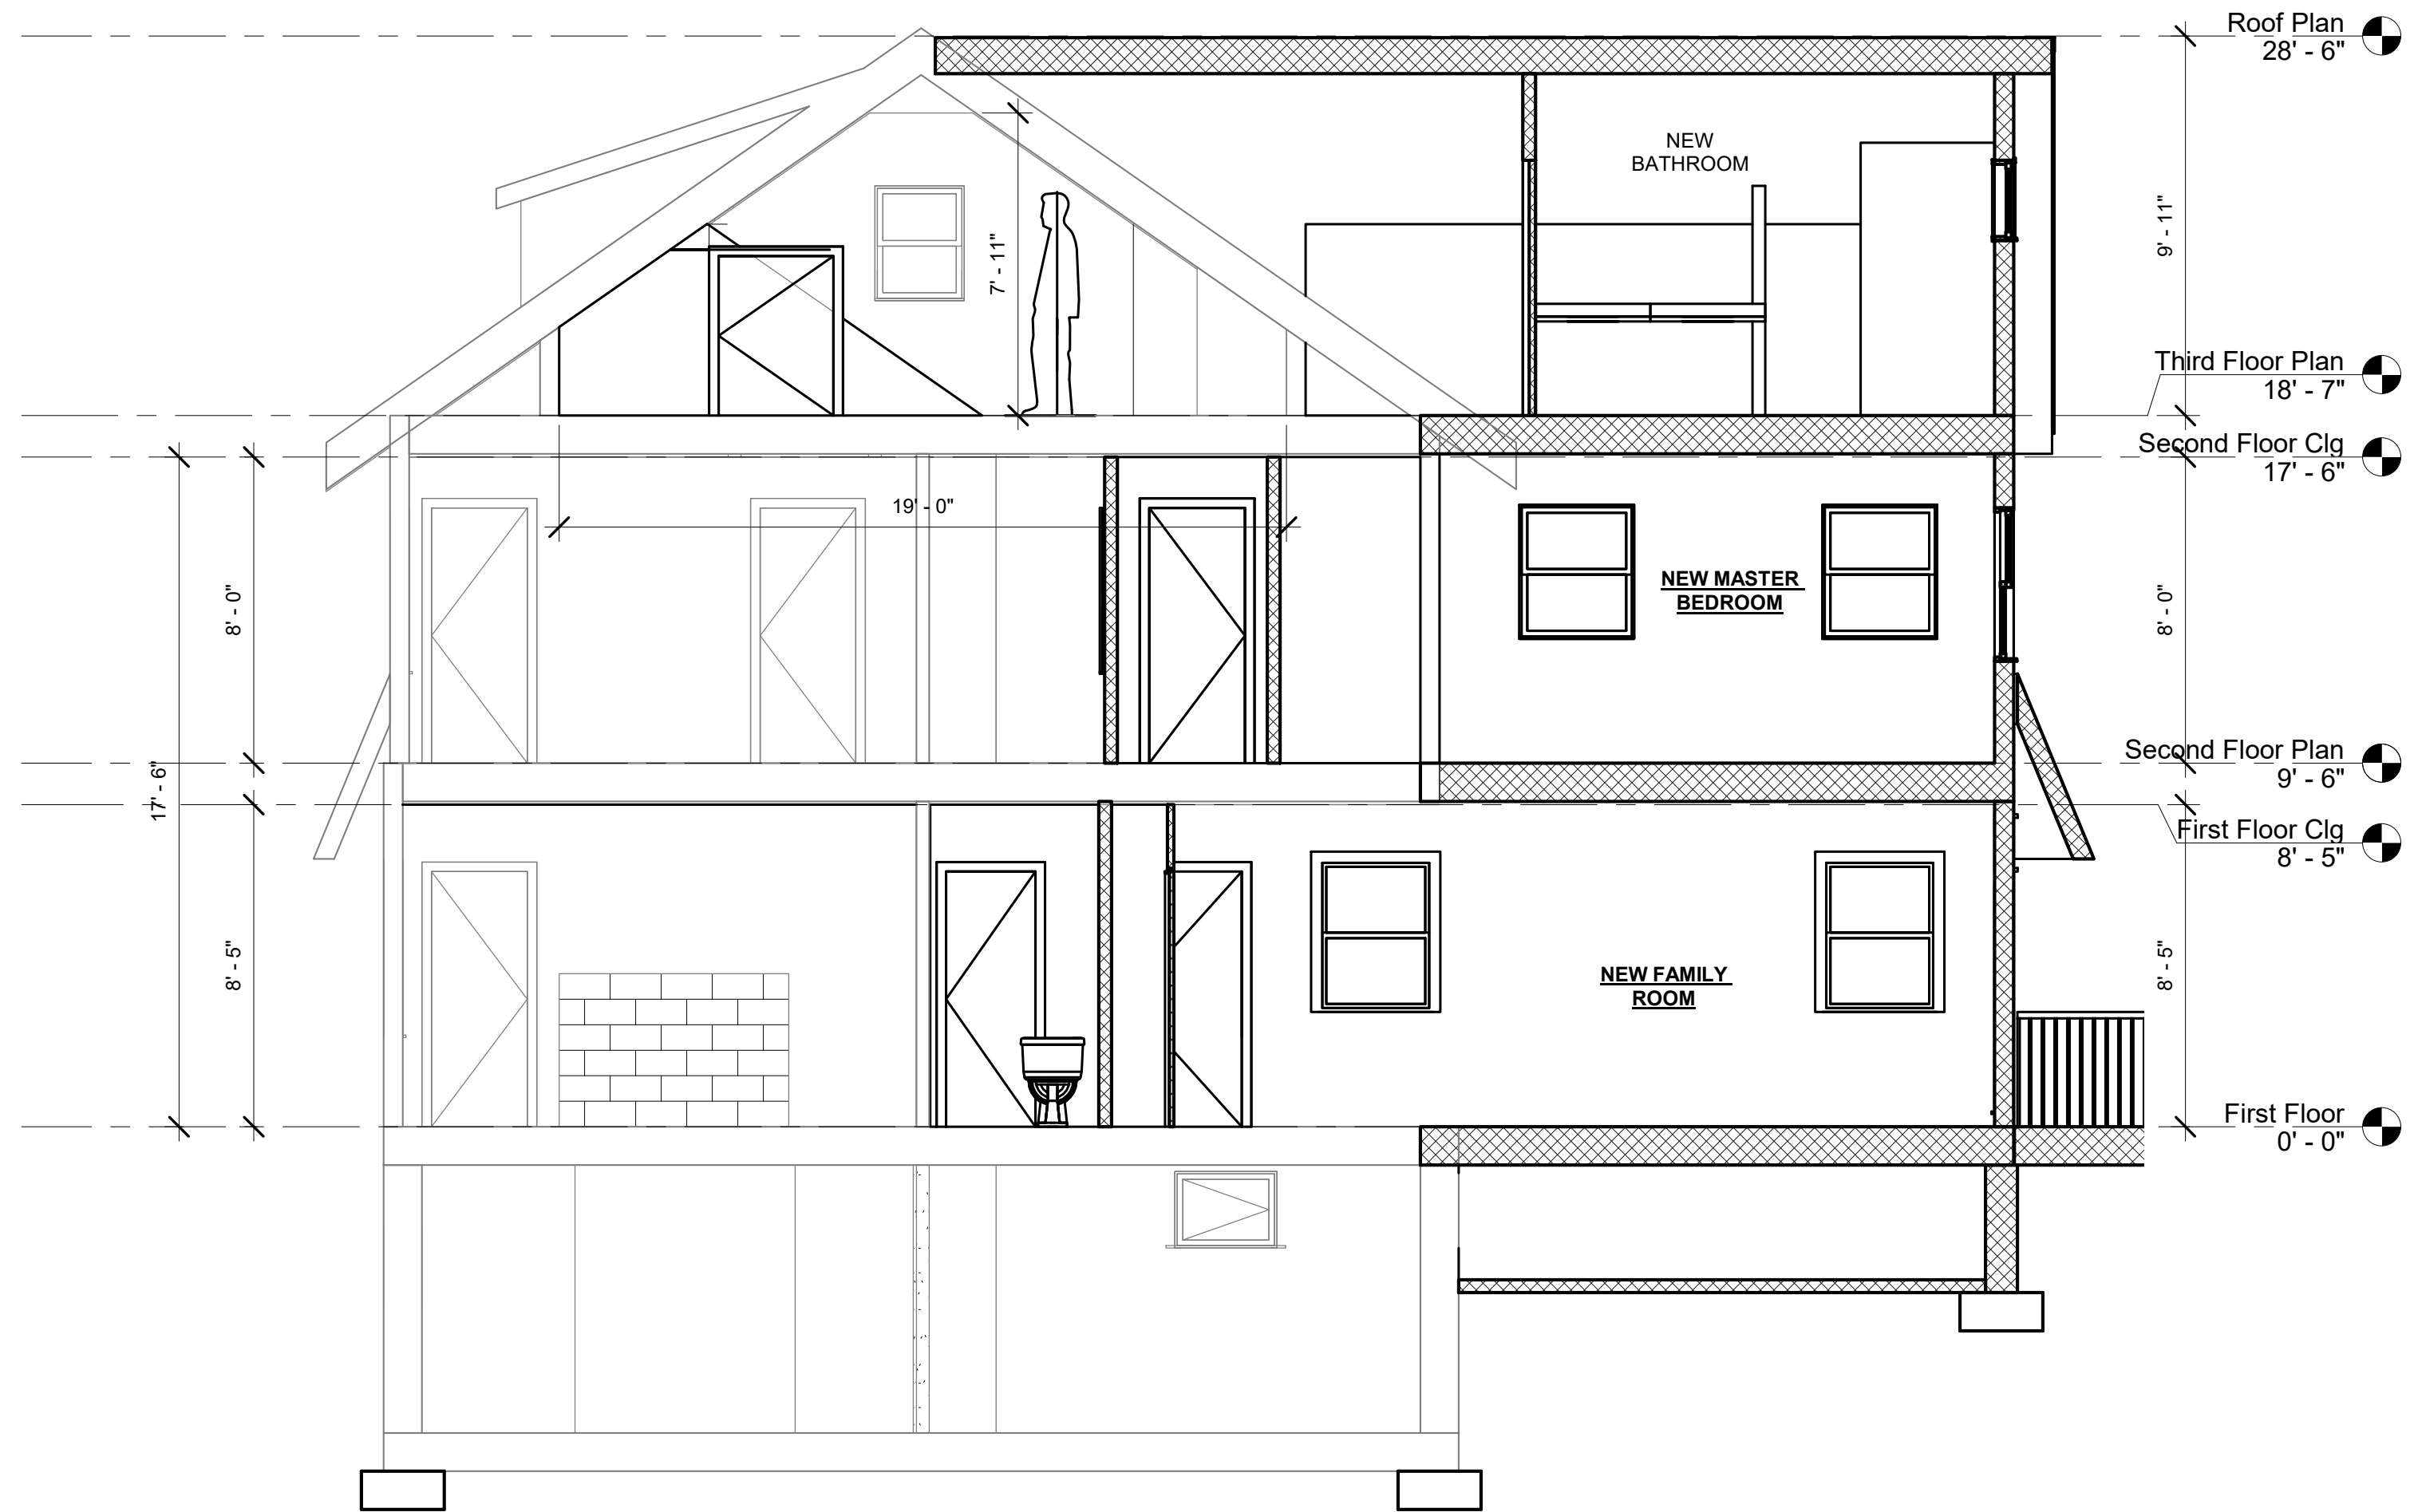 Roof Plan
28' - 6"
NEW
BATHROOM
9' - 11"
7' - 11"
Third Floor Plan
18' - 7"
Second Floor Clg
17' - 6"
19' - 0"
NEW MASTER
BEDROOM
8' - 0"
8' - 0"
Second Floor Plan
9' - 6"
17' - 6"
First Floor Clg
8' - 5"
8' - 5"
NEW FAMILY
ROOM
8' - 5"
First Floor
0' - 0"